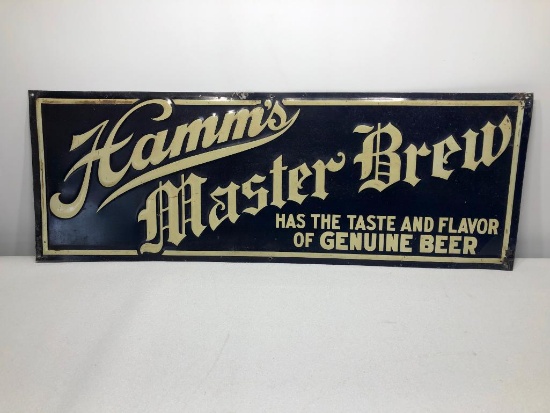 Hamm's
Master Brew
HAS THE TASTE AND FLAVOR
OF GENUINE BEER